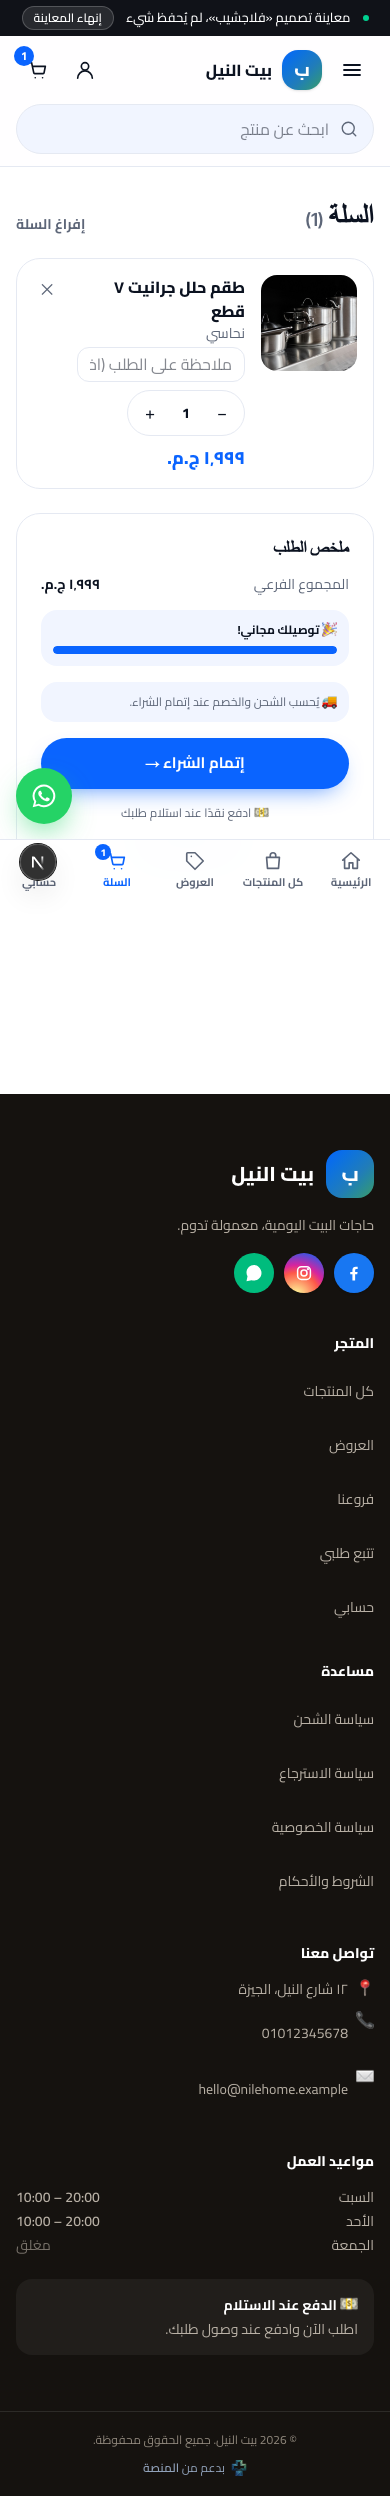 معاينة تصميم «فلاجشيب»، لم يُحفظ شيء
إنهاء المعاينة
ب
بيت النيل
1
ابحث عن منتج
السلة (1)
إفراغ السلة
طقم حلل جرانيت ٧
قطع
نحاسي
ملاحظة على الطلب (اخ
− 1 +
١٬٩٩٩ ج.م.
ملخص الطلب
المجموع الفرعي
١٬٩٩٩ ج.م.
🎉 توصيلك مجاني!
🚚 يُحسب الشحن والخصم عند إتمام الشراء.
إتمام الشراء →
💵 ادفع نقدًا عند استلام طلبك
الرئيسية
كل المنتجات
العروض
1
السلة
حسابي
N
ب
بيت النيل
حاجات البيت اليومية، معمولة تدوم.
المتجر
كل المنتجات
العروض
فروعنا
تتبع طلبي
حسابي
مساعدة
سياسة الشحن
سياسة الاسترجاع
سياسة الخصوصية
الشروط والأحكام
تواصل معنا
📍 ١٢ شارع النيل، الجيزة
📞 01012345678
✉️ hello@nilehome.example
مواعيد العمل
السبت
10:00 – 20:00
الأحد
10:00 – 20:00
الجمعة
مغلق
💵 الدفع عند الاستلام
اطلب الآن وادفع عند وصول طلبك.
© 2026 بيت النيل. جميع الحقوق محفوظة.
بدعم من المنصة